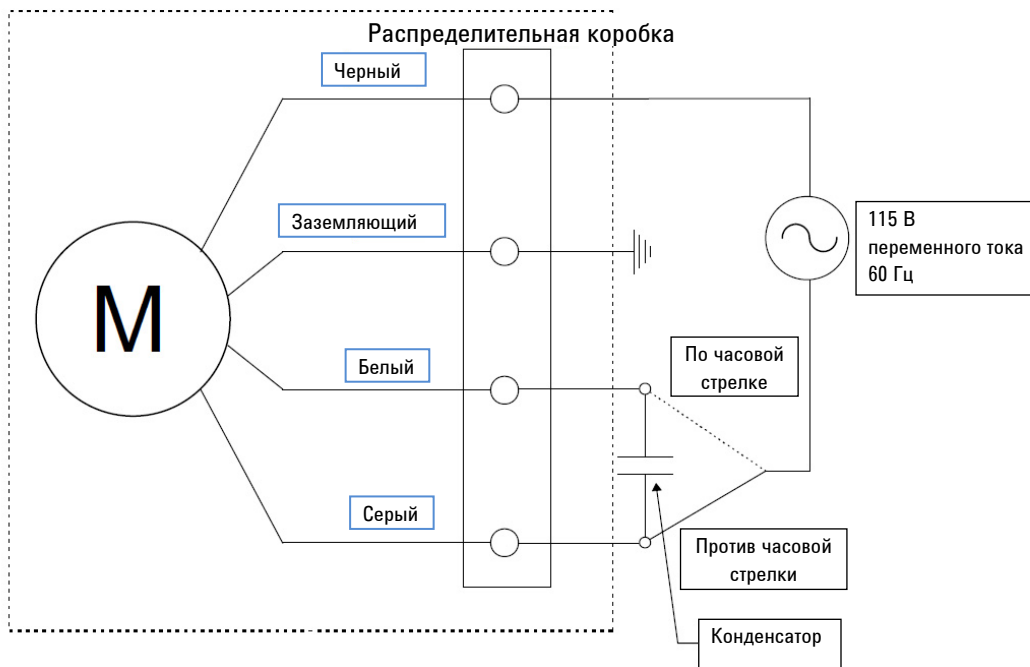 Распределительная коробка
Черный
Заземляющий
115 В
переменного тока
60 Гц
М
Белый
По часовой
стрелке
Серый
Против часовой
стрелки
Конденсатор